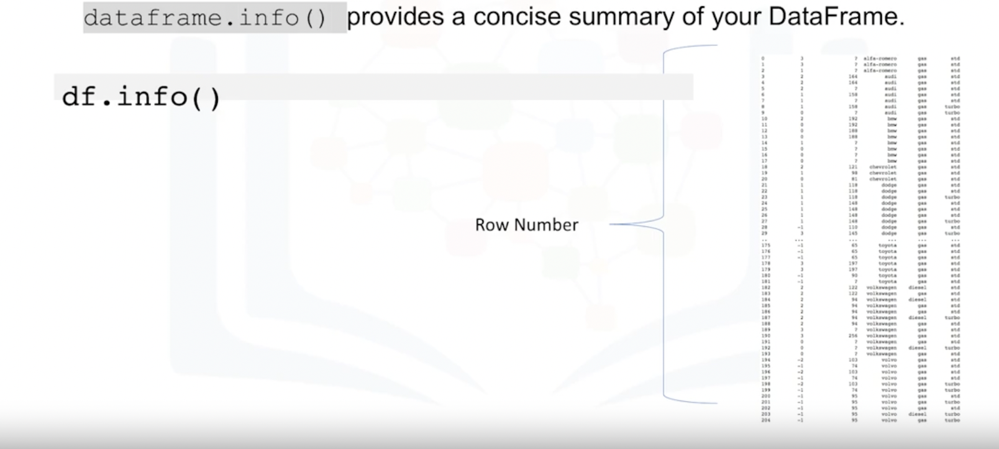 dataframe.info() provides a concise summary of your DataFrame.
df.info()
Row Number
0 3 ? alfa-romero gas std
1 3 ? alfa-romero gas std
2 1 ? alfa-romero gas std
3 2 164 audi gas std
4 2 164 audi gas std
5 2 ? audi gas std
6 1 158 audi gas std
7 1 ? audi gas std
8 1 158 audi gas turbo
9 0 ? audi gas turbo
10 2 192 bmw gas std
11 0 192 bmw gas std
12 0 188 bmw gas std
13 0 188 bmw gas std
14 1 ? bmw gas std
15 0 ? bmw gas std
16 0 ? bmw gas std
17 0 ? bmw gas std
18 2 121 chevrolet gas std
19 1 98 chevrolet gas std
20 0 81 chevrolet gas std
21 1 118 dodge gas std
22 1 118 dodge gas std
23 1 118 dodge gas turbo
24 1 148 dodge gas std
25 1 148 dodge gas std
26 1 148 dodge gas std
27 1 148 dodge gas turbo
28 -1 110 dodge gas std
29 3 145 dodge gas turbo
.. ... ... ... ... ...
175 -1 65 toyota gas std
176 -1 65 toyota gas std
177 -1 65 toyota gas std
178 3 197 toyota gas std
179 3 197 toyota gas std
180 -1 90 toyota gas std
181 -1 ? toyota gas std
182 2 122 volkswagen diesel std
183 2 122 volkswagen gas std
184 2 94 volkswagen diesel std
185 2 94 volkswagen gas std
186 2 94 volkswagen gas std
187 2 94 volkswagen diesel turbo
188 2 94 volkswagen gas std
189 3 ? volkswagen gas std
190 3 256 volkswagen gas std
191 0 ? volkswagen gas std
192 0 ? volkswagen diesel turbo
193 0 ? volkswagen gas std
194 -2 103 volvo gas std
195 -1 74 volvo gas std
196 -2 103 volvo gas std
197 -1 74 volvo gas std
198 -2 103 volvo gas turbo
199 -1 74 volvo gas turbo
200 -1 95 volvo gas std
201 -1 95 volvo gas turbo
202 -1 95 volvo gas std
203 -1 95 volvo diesel turbo
204 -1 95 volvo gas turbo